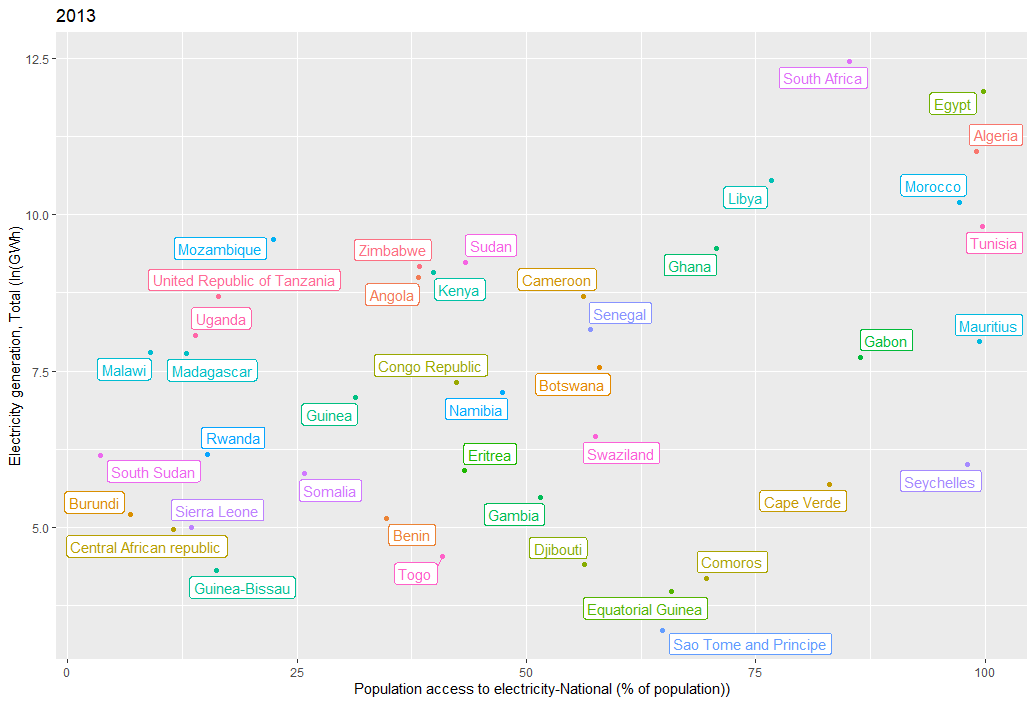 2013
12.5
South Africa
Egypt
Algeria
Morocco
Libya
10.0
Tunisia
Mozambique
Zimbabwe
Sudan
Ghana
United Republic of Tanzania
Angola
Kenya
Cameroon
Senegal
Uganda
Mauritius
Gabon
Malawi
Madagascar
7.5
Congo Republic
Botswana
Guinea
Namibia
Rwanda
Eritrea
Swaziland
South Sudan
Somalia
Seychelles
Burundi
Sierra Leone
Gambia
Cape Verde
5.0
Central African republic
Benin
Djibouti
Togo
Comoros
Guinea-Bissau
Equatorial Guinea
Sao Tome and Principe
0
25
50
75
100
Population access to electricity-National (% of population))
Electricity generation, Total (ln(GWh)